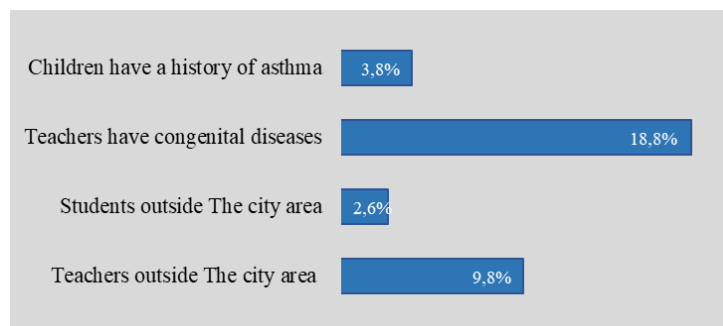 Children have a history of asthma 3,8%
Teachers have congenital diseases 18,8%
Students outside The city area 2,6%
Teachers outside The city area 9,8%